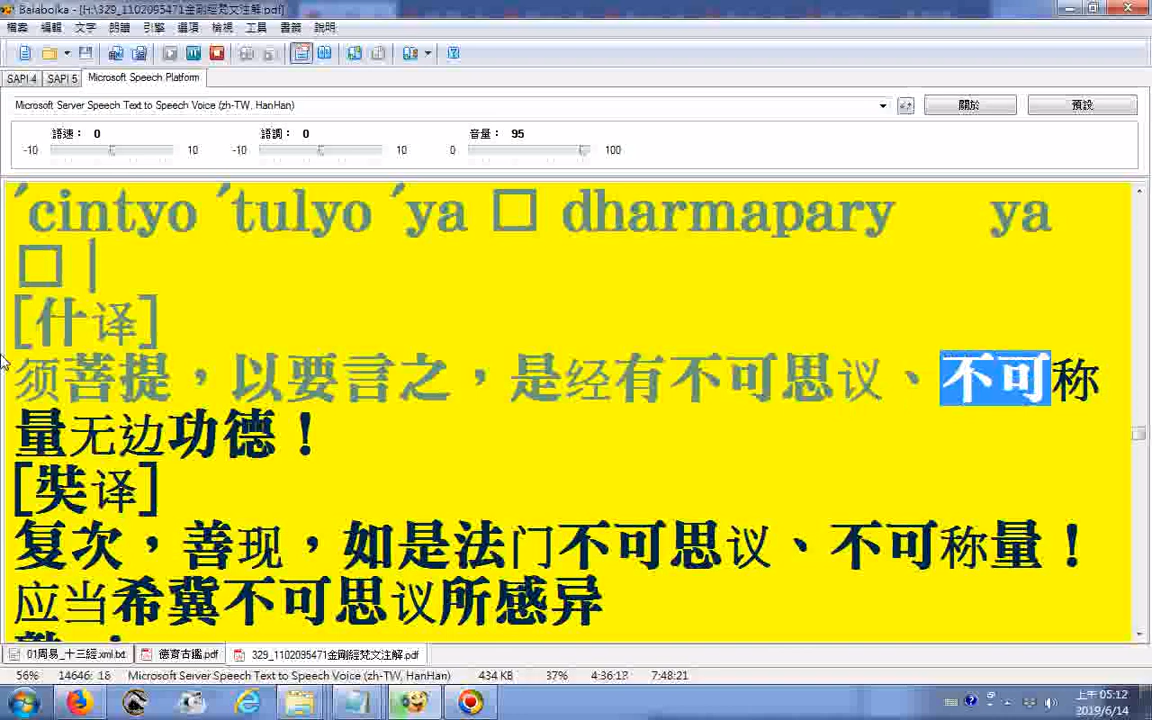 Balabolka - [H:\329_1102095471金剛經梵文注解.pdf]
檔案 編輯 文字 朗讀 引擎 選項 檢視 工具 書籤 說明
SAPI 4 SAPI 5 Microsoft Speech Platform
Microsoft Server Speech Text to Speech Voice (zh-TW, HanHan) 關於 預設
語速： 0 語調： 0 音量： 95
-10 10 -10 10 0 100
´cintyo ´tulyo ´ya □ dharmapary ya
□ |
[什译]
须菩提，以要言之，是经有不可思议、不可称
量无边功德！
[奘译]
复次，善现，如是法门不可思议、不可称量！
应当希冀不可思议所感异
01周易_十三經.xml.txt 德育古鑑.pdf 329_1102095471金剛經梵文注解.pdf
56% 14646: 18 Microsoft Server Speech Text to Speech Voice (zh-TW, HanHan) 434 KB 37% 4:36:18 7:48:21
上午 05:12
2019/6/14